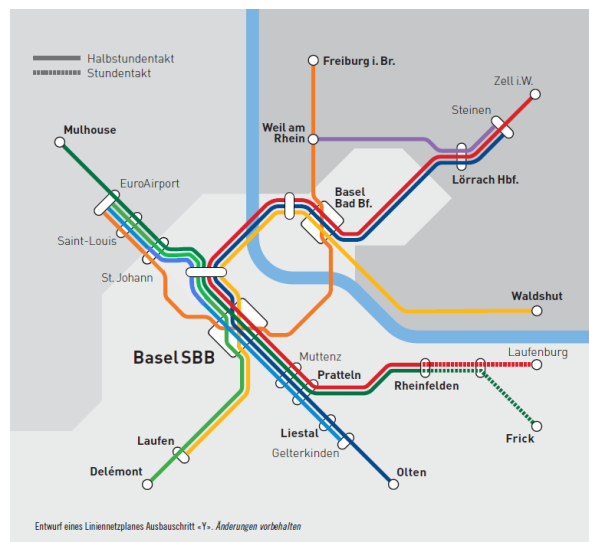 Halbstundentakt
Stundentakt
Freiburg i. Br.
Zell i.W.
Steinen
Mulhouse
Weil am
Rhein
EuroAirport
Lörrach Hbf.
Basel
Bad Bf.
Saint-Louis
St. Johann
Waldshut
Basel SBB
Muttenz
Laufenburg
Pratteln
Rheinfelden
Liestal
Frick
Laufen
Gelterkinden
Delémont
Olten
Entwurf eines Liniennetzplanes Ausbauschritt «Y». Änderungen vorbehalten